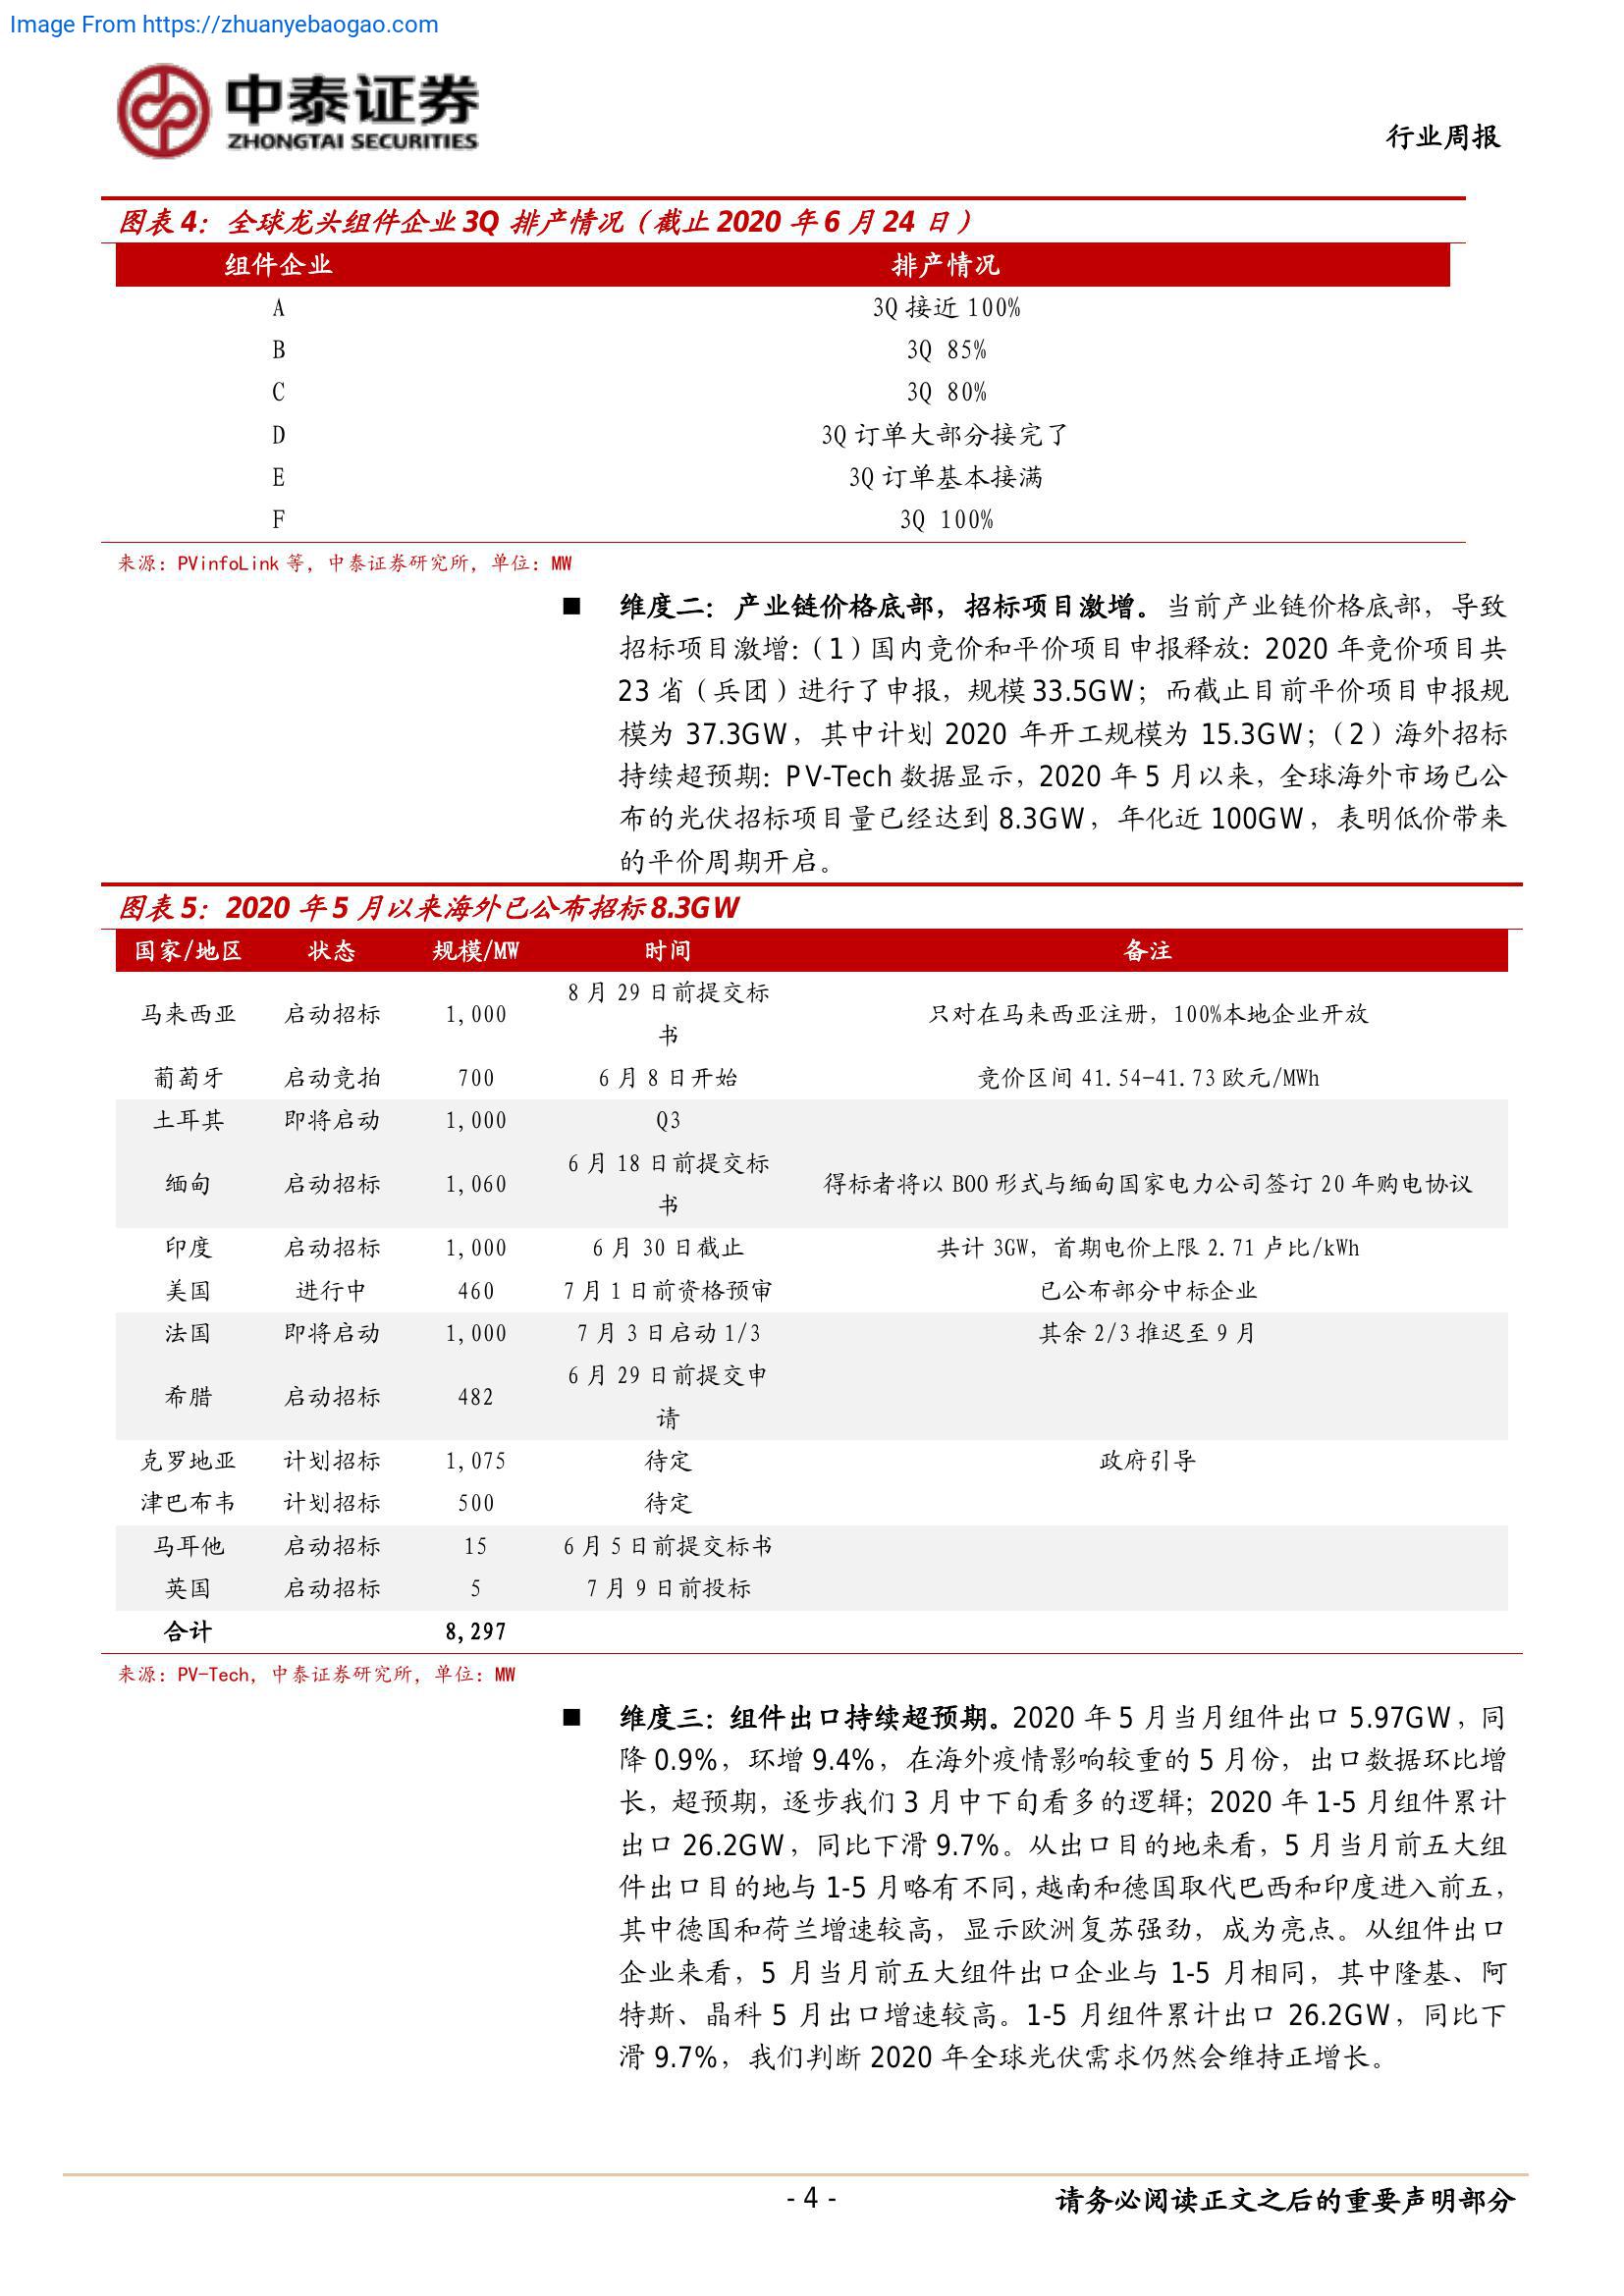 Image From https://zhuanyebaogao.com
中泰证券
ZHONGTAI SECURITIES
行业周报
图表 4：全球龙头组件企业 3Q 排产情况（截止 2020 年 6 月 24 日）
组件企业 排产情况
A 3Q 接近 100%
B 3Q 85%
C 3Q 80%
D 3Q 订单大部分接完了
E 3Q 订单基本接满
F 3Q 100%
来源：PVinfoLink 等，中泰证券研究所，单位：MW
■ 维度二：产业链价格底部，招标项目激增。当前产业链价格底部，导致
招标项目激增：（1）国内竞价和平价项目申报释放：2020 年竞价项目共
23 省（兵团）进行了申报，规模 33.5GW；而截止目前平价项目申报规
模为 37.3GW，其中计划 2020 年开工规模为 15.3GW；（2）海外招标
持续超预期：PV-Tech 数据显示，2020 年 5 月以来，全球海外市场已公
布的光伏招标项目量已经达到 8.3GW，年化近 100GW，表明低价带来
的平价周期开启。
图表 5：2020 年 5 月以来海外已公布招标 8.3GW
国家/地区 状态 规模/MW 时间 备注
马来西亚 启动招标 1,000 8 月 29 日前提交标书 只对在马来西亚注册，100%本地企业开放
葡萄牙 启动竞拍 700 6 月 8 日开始 竞价区间 41.54-41.73 欧元/MWh
土耳其 即将启动 1,000 Q3
缅甸 启动招标 1,060 6 月 18 日前提交标书 得标者将以 BOO 形式与缅甸国家电力公司签订 20 年购电协议
印度 启动招标 1,000 6 月 30 日截止 共计 3GW，首期电价上限 2.71 卢比/kWh
美国 进行中 460 7 月 1 日前资格预审 已公布部分中标企业
法国 即将启动 1,000 7 月 3 日启动 1/3 其余 2/3 推迟至 9 月
希腊 启动招标 482 6 月 29 日前提交申请
克罗地亚 计划招标 1,075 待定 政府引导
津巴布韦 计划招标 500 待定
马耳他 启动招标 15 6 月 5 日前提交标书
英国 启动招标 5 7 月 9 日前投标
合计 8,297
来源：PV-Tech，中泰证券研究所，单位：MW
■ 维度三：组件出口持续超预期。2020 年 5 月当月组件出口 5.97GW，同
降 0.9%，环增 9.4%，在海外疫情影响较重的 5 月份，出口数据环比增
长，超预期，逐步我们 3 月中下旬看多的逻辑；2020 年 1-5 月组件累计
出口 26.2GW，同比下滑 9.7%。从出口目的地来看，5 月当月前五大组
件出口目的地与 1-5 月略有不同，越南和德国取代巴西和印度进入前五，
其中德国和荷兰增速较高，显示欧洲复苏强劲，成为亮点。从组件出口
企业来看，5 月当月前五大组件出口企业与 1-5 月相同，其中隆基、阿
特斯、晶科 5 月出口增速较高。1-5 月组件累计出口 26.2GW，同比下
滑 9.7%，我们判断 2020 年全球光伏需求仍然会维持正增长。
- 4 -
请务必阅读正文之后的重要声明部分